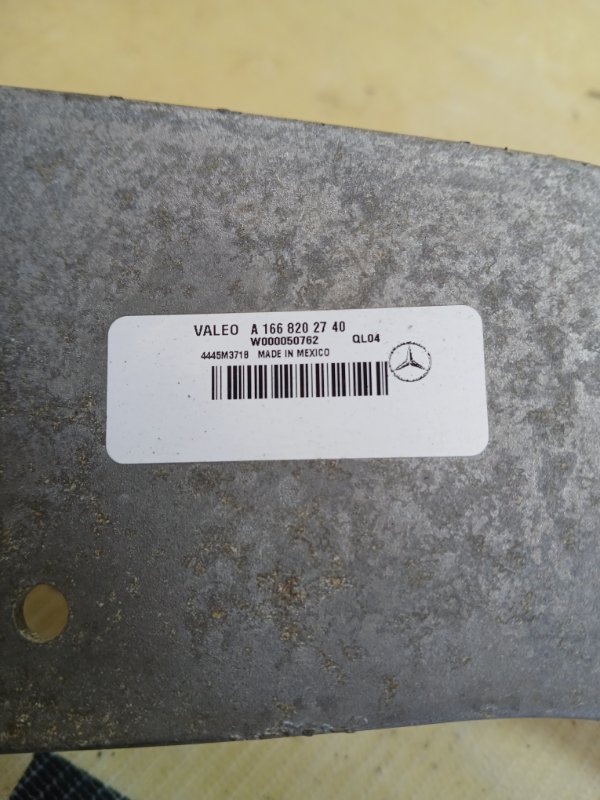 VALEO A 166 820 27 40
W000050762 QL04
4445M3718 MADE IN MEXICO